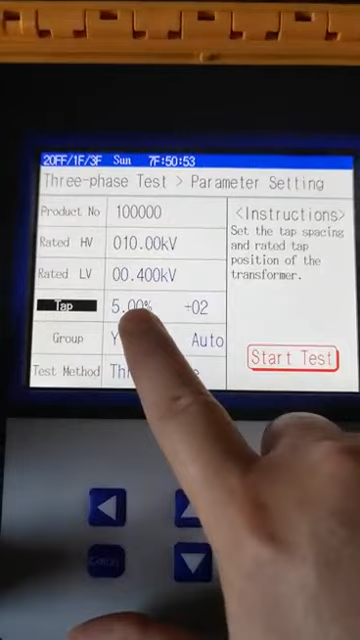 20FF/1F/3F Sun 7F:50:53
Three-phase Test > Parameter Setting
Product No 100000
Rated HV 010.00kV
Rated LV 00.400kV
Tap 5.00% ÷02
Group Y Auto
Test Method Th e
<Instructions>
Set the tap spacing
and rated tap
position of the
transformer.
Start Test